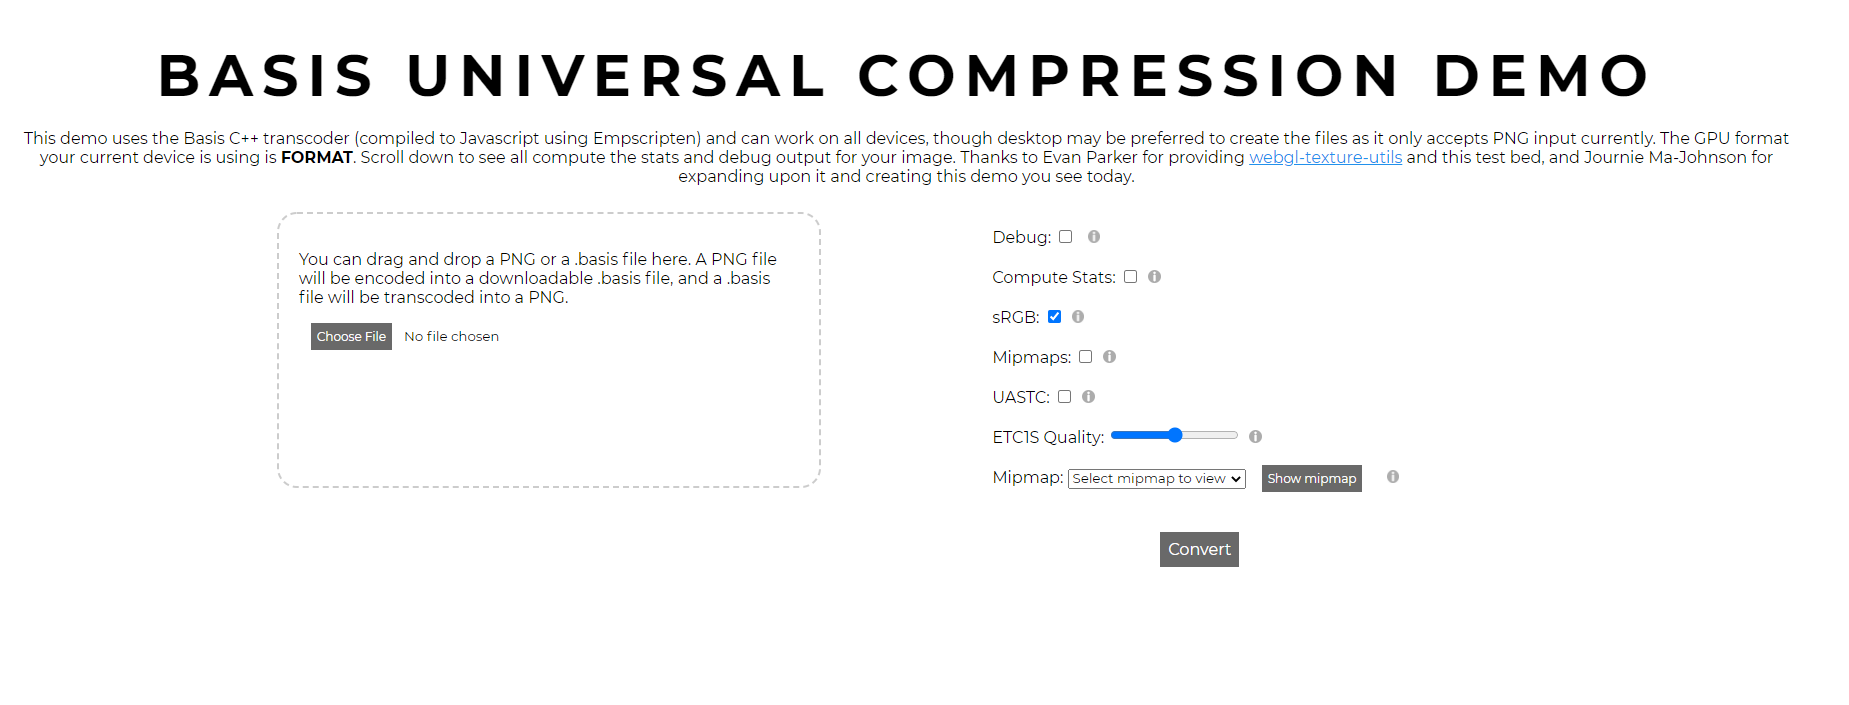 BASIS UNIVERSAL COMPRESSION DEMO
This demo uses the Basis C++ transcoder (compiled to Javascript using Empscripten) and can work on all devices, though desktop may be preferred to create the files as it only accepts PNG input currently. The GPU format
your current device is using is FORMAT. Scroll down to see all compute the stats and debug output for your image. Thanks to Evan Parker for providing webgl-texture-utils and this test bed, and Journie Ma-Johnson for
expanding upon it and creating this demo you see today.
You can drag and drop a PNG or a .basis file here. A PNG file
will be encoded into a downloadable .basis file, and a .basis
file will be transcoded into a PNG.
Choose File No file chosen
Debug:
Compute Stats:
sRGB:
Mipmaps:
UASTC:
ETC1S Quality:
Mipmap: Select mipmap to view Show mipmap
Convert